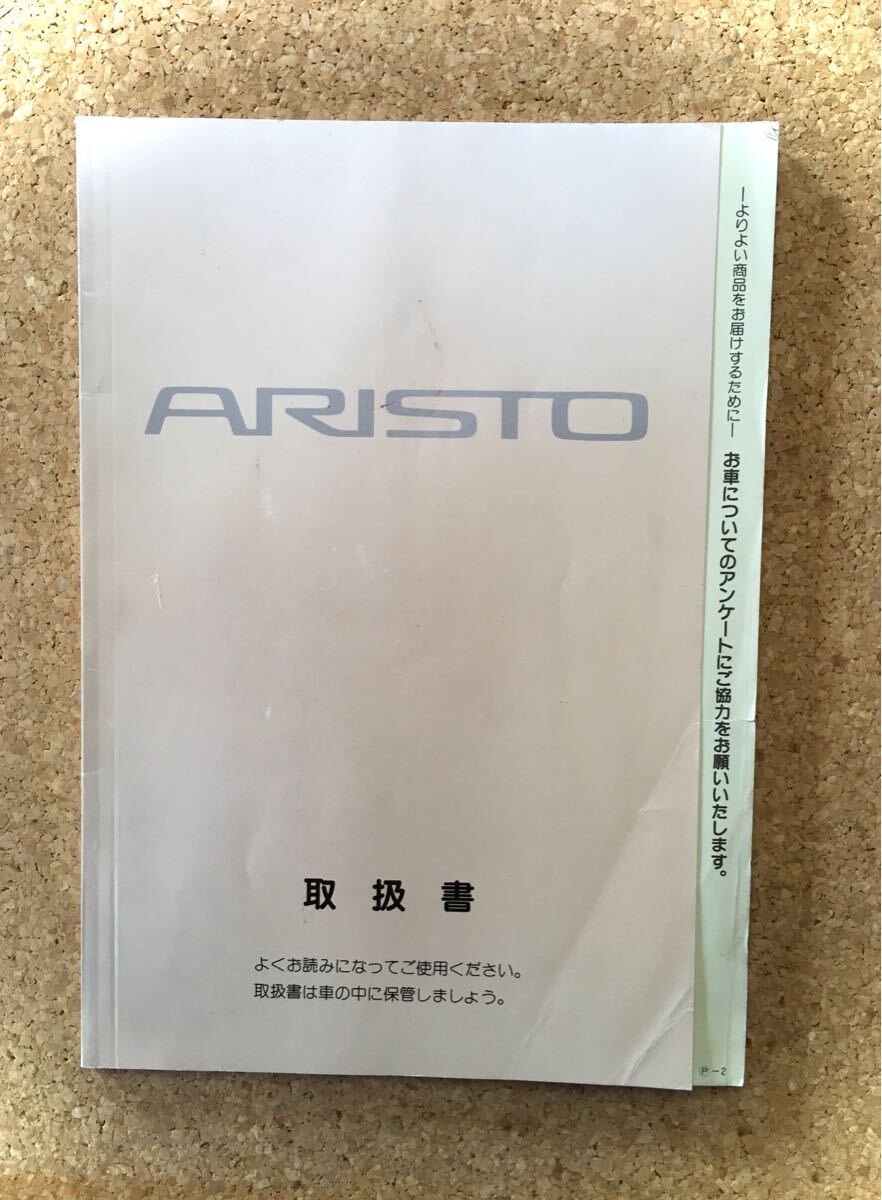 ARISTO
取扱書
よくお読みになってご使用ください。
取扱書は車の中に保管しましょう。
ーよりよい商品をお届けするためにー お車についてのアンケートにご協力をお願いいたします。
Ⓟ-2